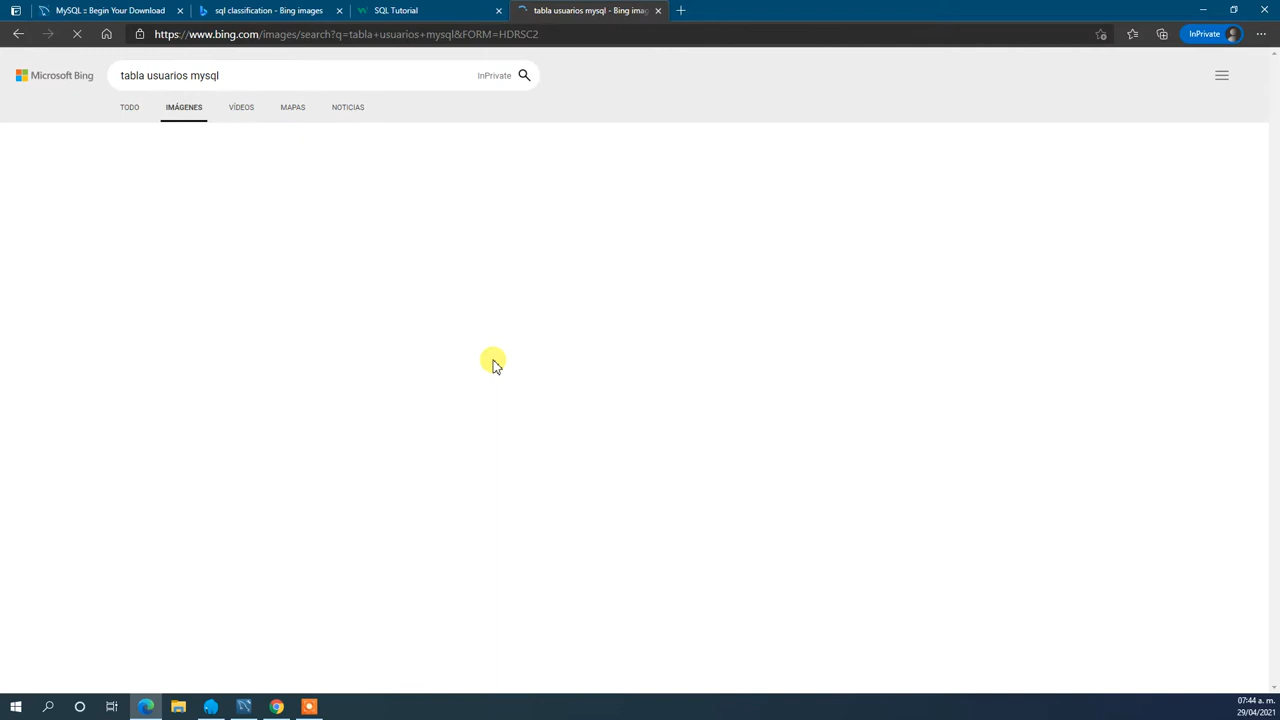 MySQL :: Begin Your Download
sql classification - Bing images
SQL Tutorial
tabla usuarios mysql - Bing imag
https://www.bing.com/images/search?q=tabla+usuarios+mysql&FORM=HDRSC2
InPrivate
Microsoft Bing
tabla usuarios mysql
InPrivate
TODO
IMÁGENES
VÍDEOS
MAPAS
NOTICIAS
07:44 a. m.
29/04/2021